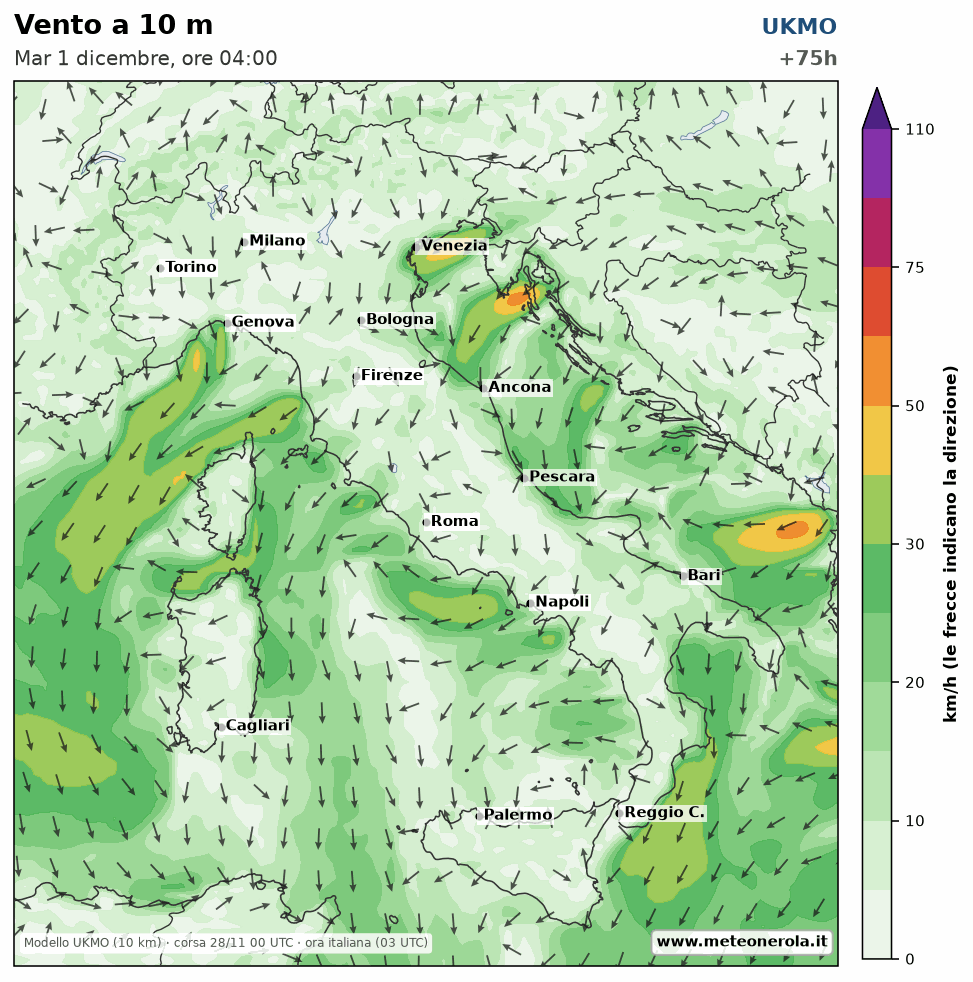 Vento a 10 m
UKMO
Mar 1 dicembre, ore 04:00
+75h
Venezia
Milano
Torino
Genova
Bologna
Firenze
Ancona
Pescara
Roma
Bari
Napoli
Cagliari
Palermo
Reggio C.
Modello UKMO (10 km) · corsa 28/11 00 UTC · ora italiana (03 UTC)
www.meteonerola.it
110
75
50
30
20
10
0
km/h (le frecce indicano la direzione)